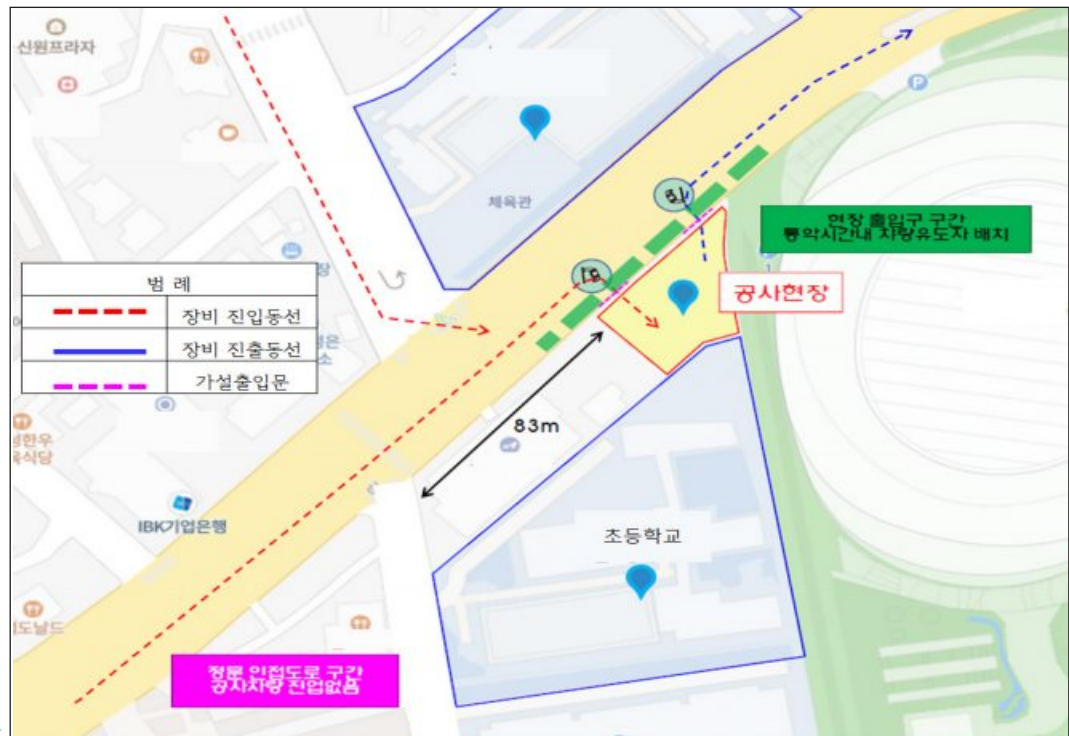 신원프라자
체육관
현장 출입구 구간
통악시간내 차량유도자 배치
공사현장
범 례
장비 진입동선
장비 진출동선
가설출입문
83m
IBK기업은행
초등학교
정문 인접도로 구간
공사차량 진입없음
P